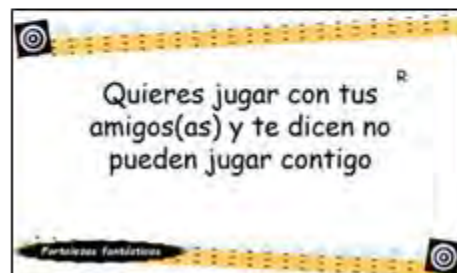 R
Quieres jugar con tus
amigos(as) y te dicen no
pueden jugar contigo
Fortalezas fantásticas